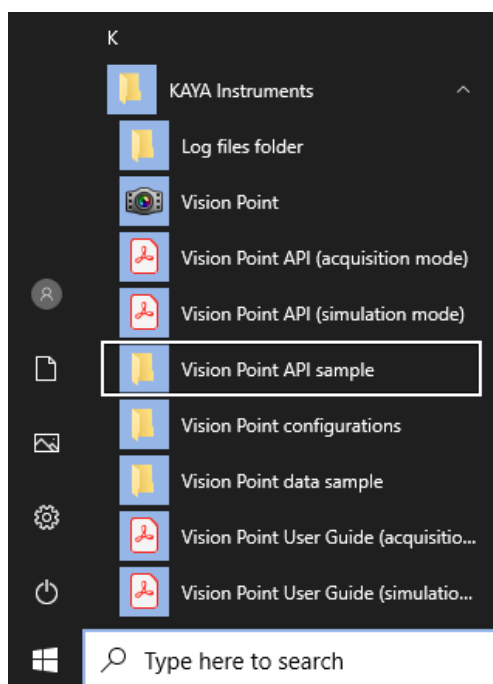 K
KAYA Instruments
Log files folder
Vision Point
Vision Point API (acquisition mode)
Vision Point API (simulation mode)
Vision Point API sample
Vision Point configurations
Vision Point data sample
Vision Point User Guide (acquisitio...
Vision Point User Guide (simulatio...
Type here to search